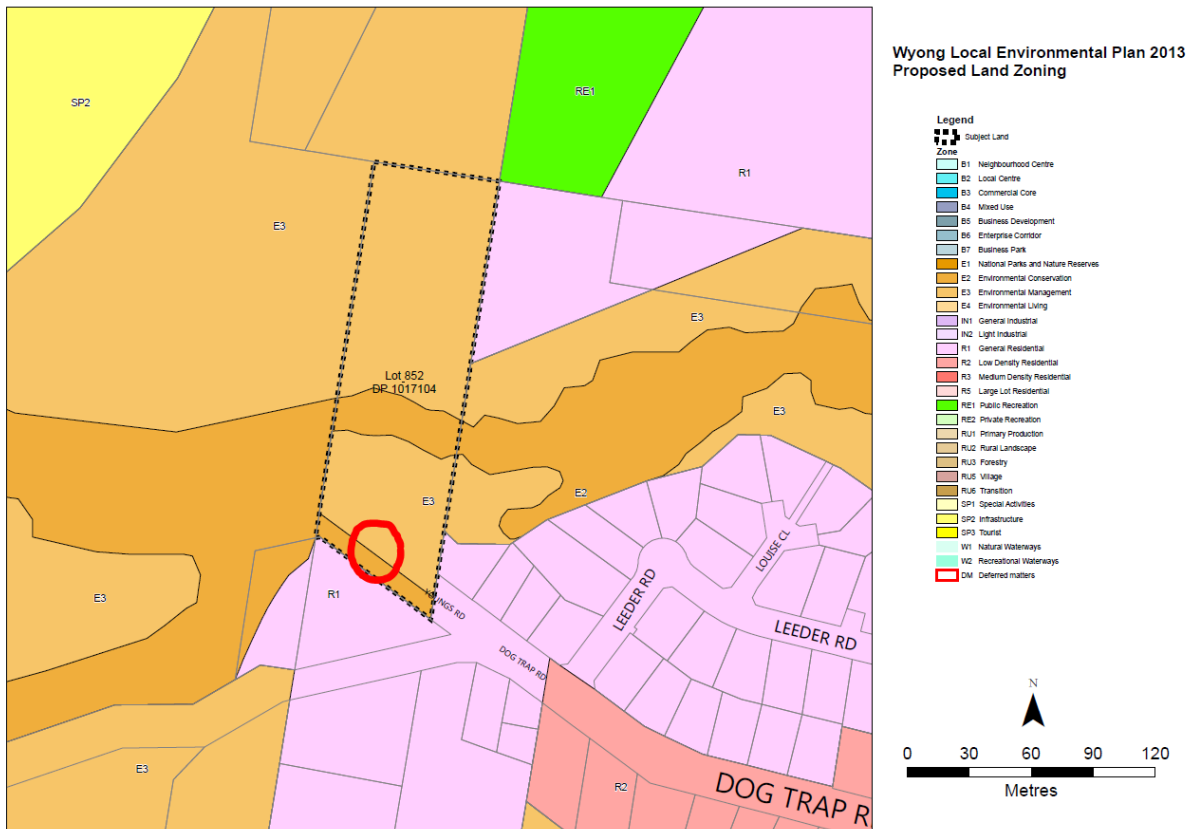 Wyong Local Environmental Plan 2013
Proposed Land Zoning
Legend
Subject Land
Zone
B1 Neighbourhood Centre
B2 Local Centre
B3 Commercial Core
B4 Mixed Use
B5 Business Development
B6 Enterprise Corridor
B7 Business Park
E1 National Parks and Nature Reserves
E2 Environmental Conservation
E3 Environmental Management
E4 Environmental Living
IN1 General Industrial
IN2 Light Industrial
R1 General Residential
R2 Low Density Residential
R3 Medium Density Residential
R5 Large Lot Residential
RE1 Public Recreation
RE2 Private Recreation
RU1 Primary Production
RU2 Rural Landscape
RU3 Forestry
RU5 Village
RU6 Transition
SP1 Special Activities
SP2 Infrastructure
SP3 Tourist
W1 Natural Waterways
W2 Recreational Waterways
DM Deferred matters
N
0 30 60 90 120
Metres
SP2
RE1
R1
E3
E3
Lot 852
DP 1017104
E3
E3
E2
LOUISE CL
LEEDER RD
LEEDER RD
E3
R1
YOUNGS RD
DOG TRAP RD
E3
R2
DOG TRAP R